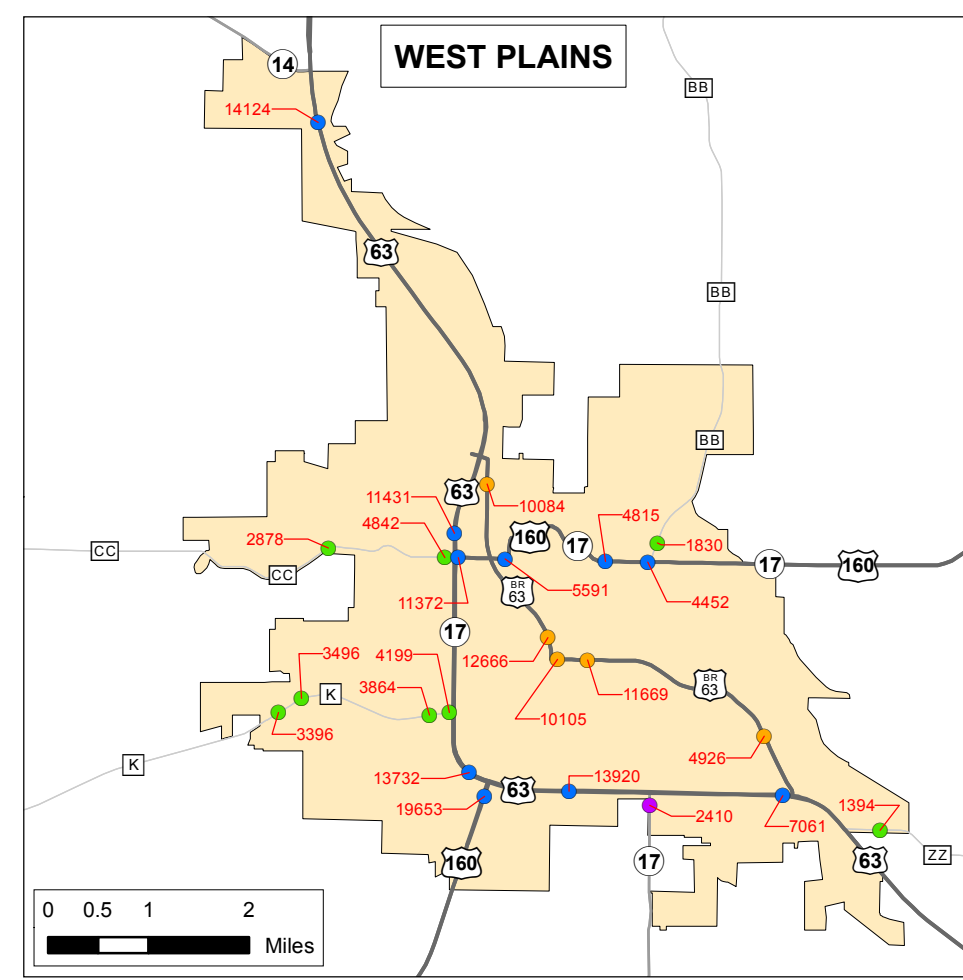 WEST PLAINS
14
BB
14124
63
BB
BB
63
11431
10084
4842
160
4815
17
1830
2878
CC
17
160
CC
5591
11372
BR
63
4452
17
12666
4199
3496
11669
3864
K
BR
63
10105
3396
4926
K
13732
63
13920
1394
19653
2410
7061
ZZ
160
17
63
0 0.5 1 2
Miles